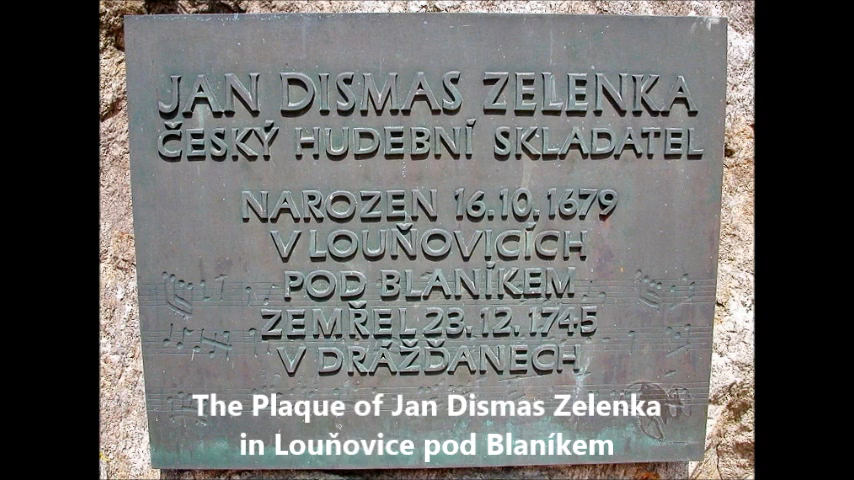 JAN DISMAS ZELENKA
ČESKÝ HUDEBNÍ SKLADATEL
NAROZEN 16.10.1679
V LOUŇOVICÍCH
POD BLANÍKEM
ZEMŘEL 23.12.1745
V DRÁŽĎANECH
The Plaque of Jan Dismas Zelenka
in Louňovice pod Blaníkem